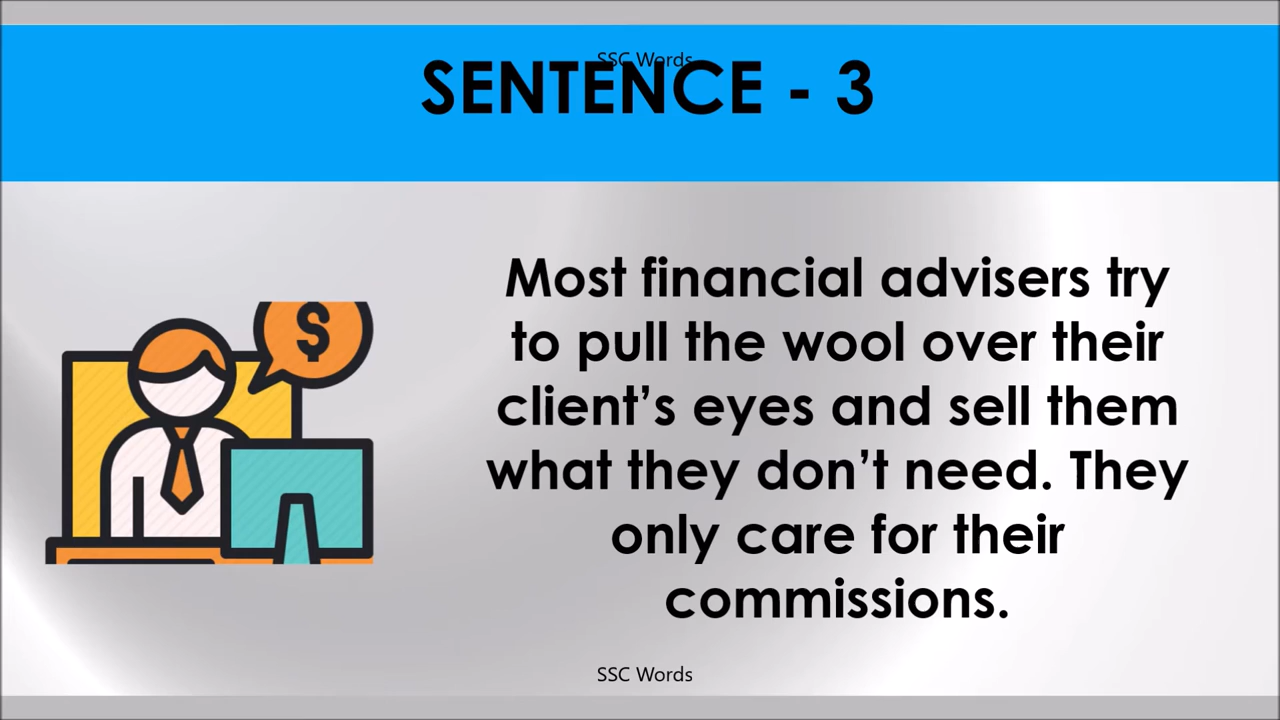 SSC Words
SENTENCE - 3
$
Most financial advisers try
to pull the wool over their
client’s eyes and sell them
what they don’t need. They
only care for their
commissions.
SSC Words